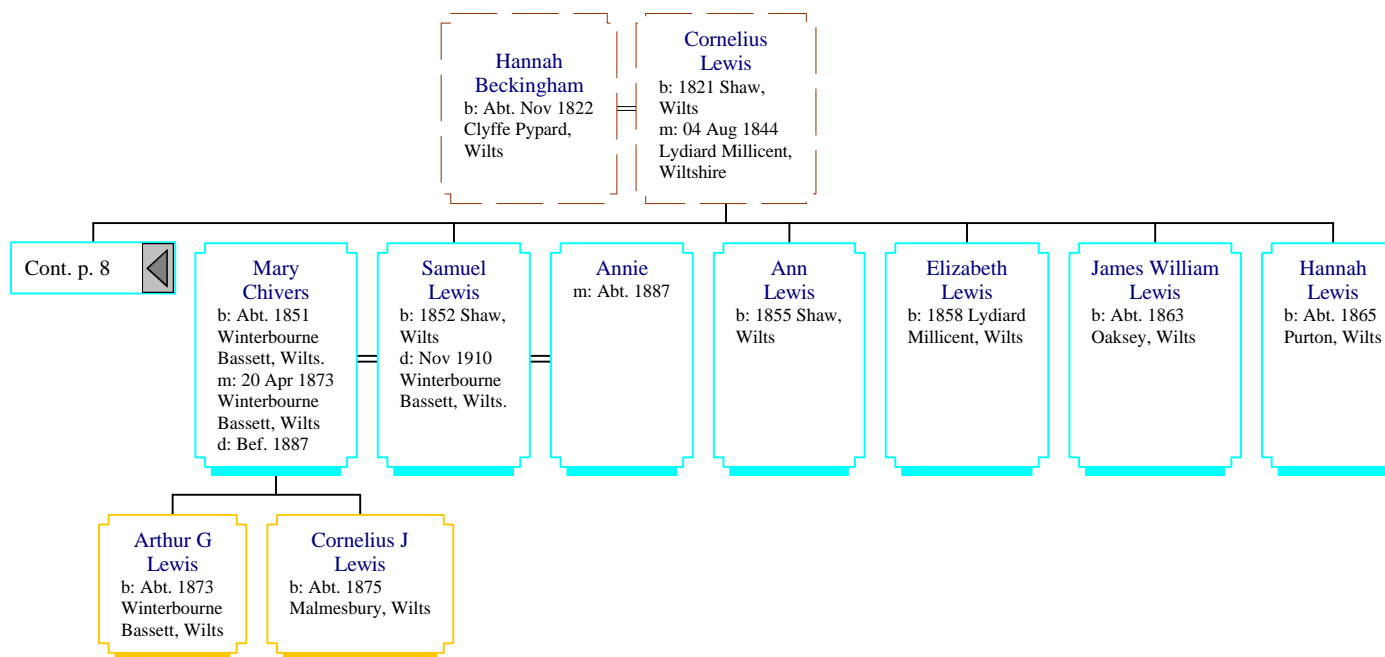 Hannah
Beckingham
b: Abt. Nov 1822
Clyffe Pypard,
Wilts
Cornelius
Lewis
b: 1821 Shaw,
Wilts
m: 04 Aug 1844
Lydiard Millicent,
Wiltshire
Cont. p. 8
Mary
Chivers
b: Abt. 1851
Winterbourne
Bassett, Wilts.
m: 20 Apr 1873
Winterbourne
Bassett, Wilts
d: Bef. 1887
Samuel
Lewis
b: 1852 Shaw,
Wilts
d: Nov 1910
Winterbourne
Bassett, Wilts.
Annie
m: Abt. 1887
Ann
Lewis
b: 1855 Shaw,
Wilts
Elizabeth
Lewis
b: 1858 Lydiard
Millicent, Wilts
James William
Lewis
b: Abt. 1863
Oaksey, Wilts
Hannah
Lewis
b: Abt. 1865
Purton, Wilts
Arthur G
Lewis
b: Abt. 1873
Winterbourne
Bassett, Wilts
Cornelius J
Lewis
b: Abt. 1875
Malmesbury, Wilts